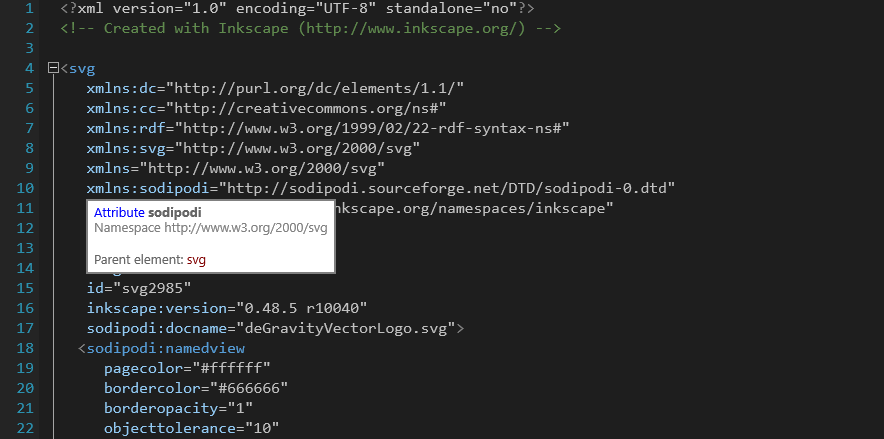 1 <?xml version="1.0" encoding="UTF-8" standalone="no"?>
2 <!-- Created with Inkscape (http://www.inkscape.org/) -->
3
4 <svg
5 xmlns:dc="http://purl.org/dc/elements/1.1/"
6 xmlns:cc="http://creativecommons.org/ns#"
7 xmlns:rdf="http://www.w3.org/1999/02/22-rdf-syntax-ns#"
8 xmlns:svg="http://www.w3.org/2000/svg"
9 xmlns="http://www.w3.org/2000/svg"
10 xmlns:sodipodi="http://sodipodi.sourceforge.net/DTD/sodipodi-0.dtd"
11 nkscape.org/namespaces/inkscape"
Attribute sodipodi
Namespace http://www.w3.org/2000/svg
Parent element: svg
12
13
14
15 id="svg2985"
16 inkscape:version="0.48.5 r10040"
17 sodipodi:docname="deGravityVectorLogo.svg">
18 <sodipodi:namedview
19 pagecolor="#ffffff"
20 bordercolor="#666666"
21 borderopacity="1"
22 objecttolerance="10"